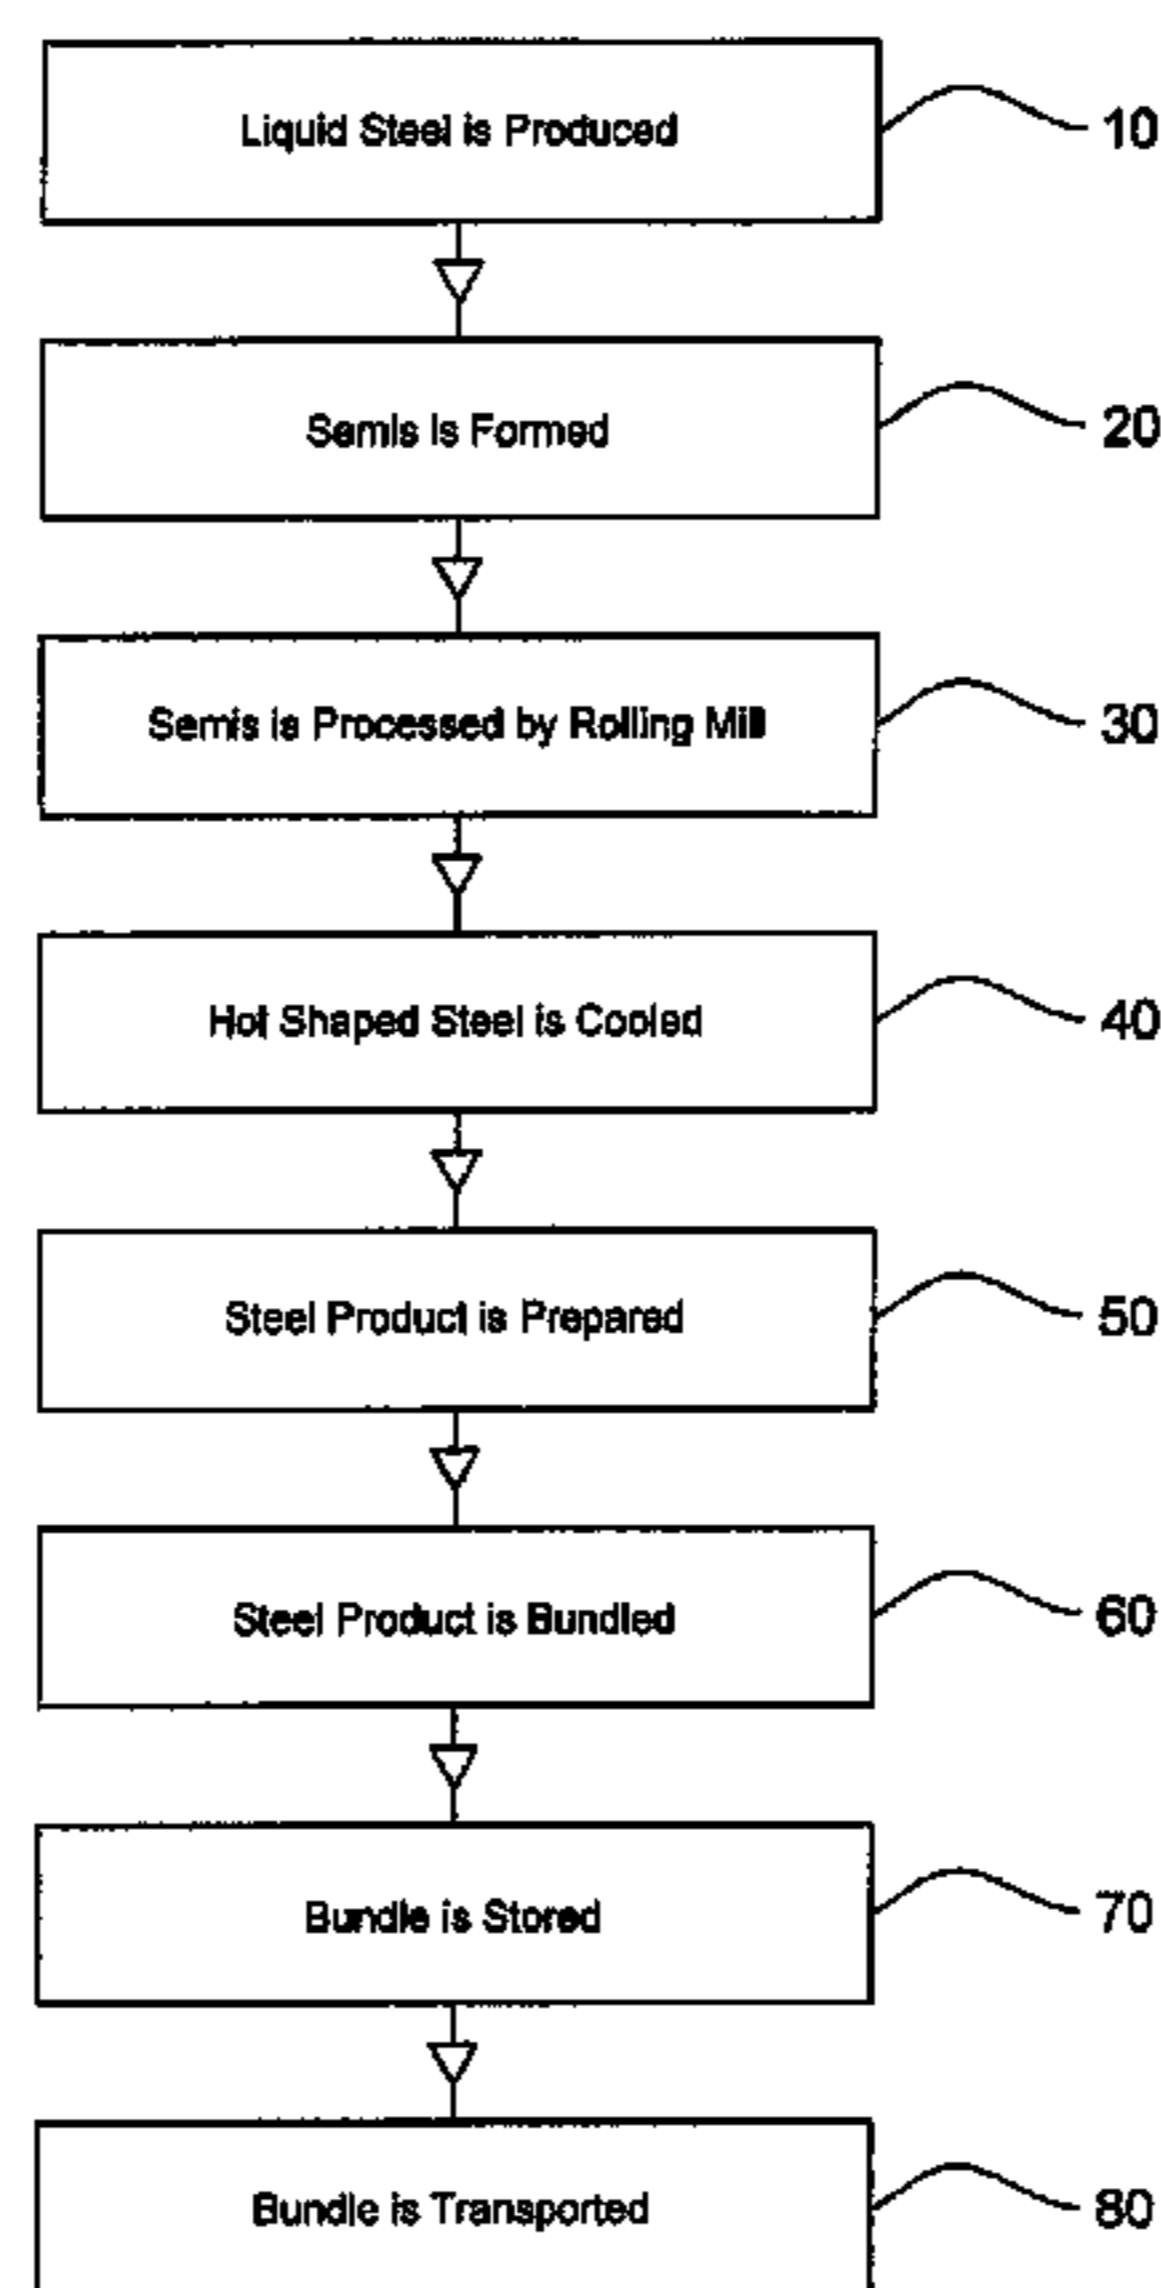 Liquid Steel is Produced
10
Semis is Formed
20
Semis is Processed by Rolling Mill
30
Hot Shaped Steel is Cooled
40
Steel Product is Prepared
50
Steel Product is Bundled
60
Bundle is Stored
70
Bundle is Transported
80